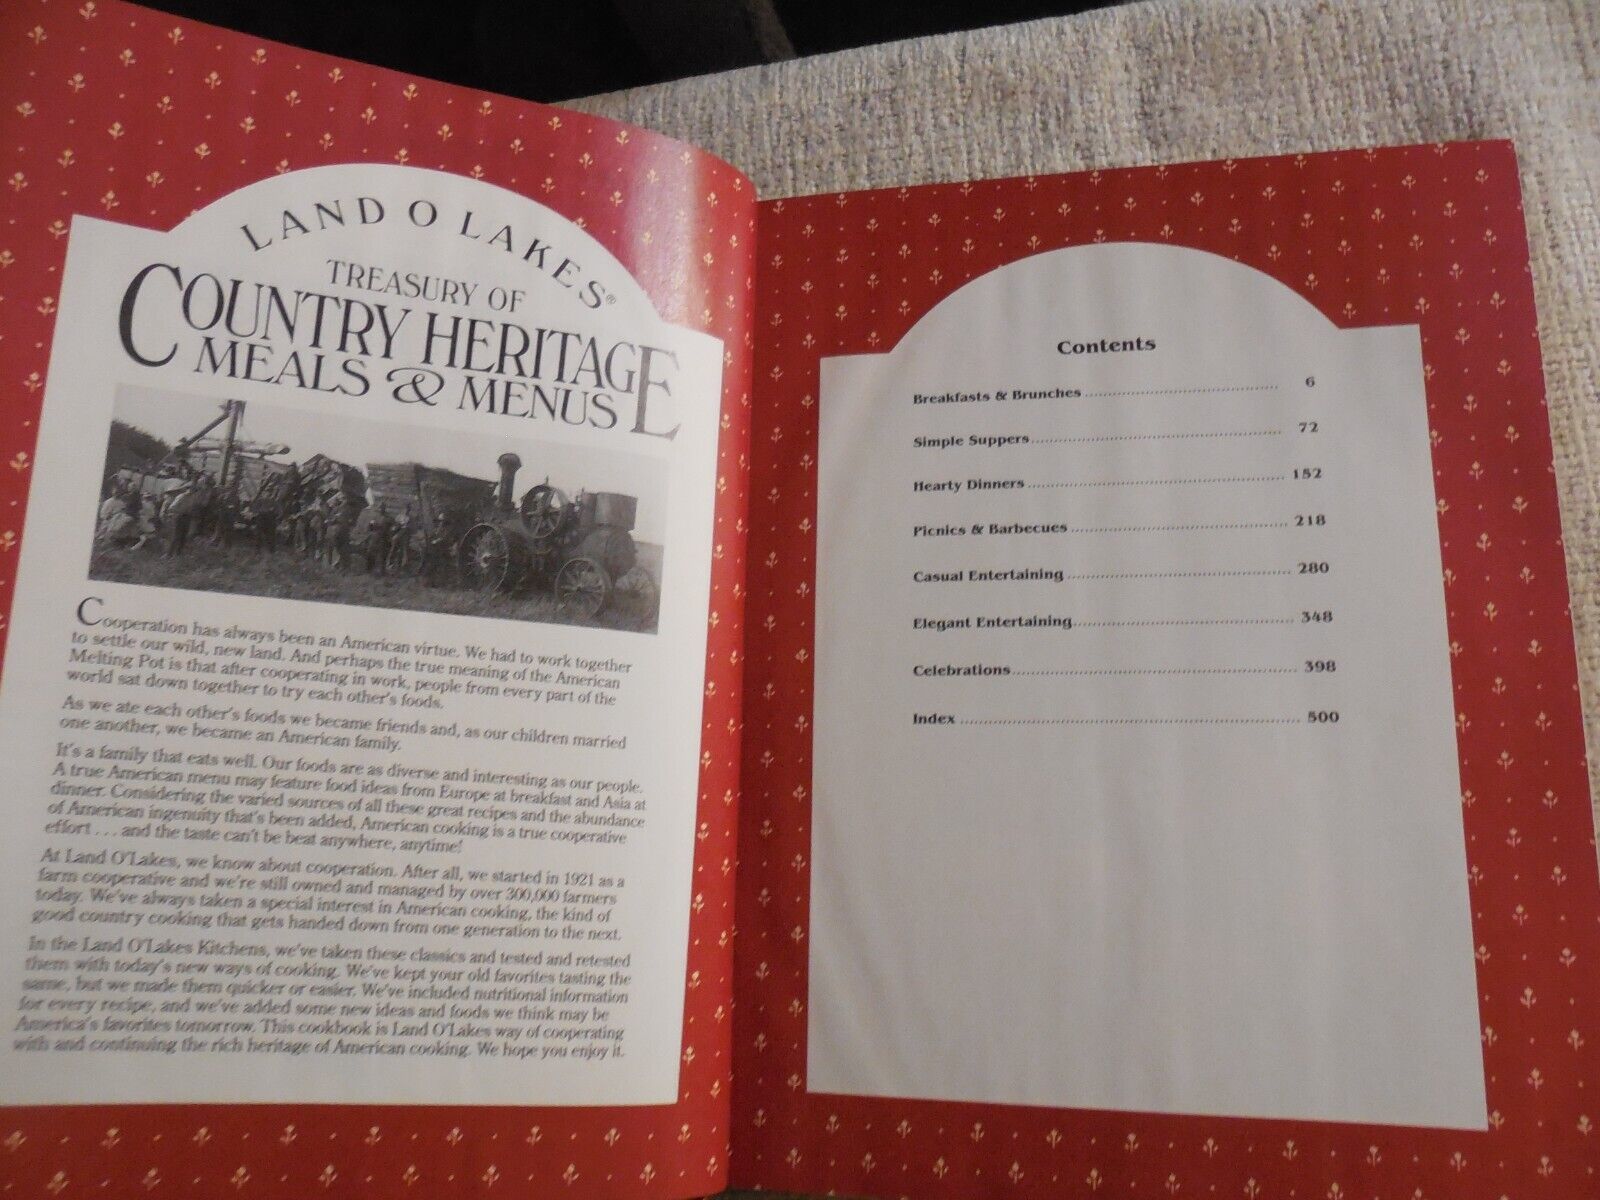 LAND O LAKES®
TREASURY OF
COUNTRY HERITAGE
MEALS & MENUS
Cooperation has always been an American virtue. We had to work together
to settle our wild, new land. And perhaps the true meaning of the American
Melting Pot is that after cooperating in work, people from every part of the
world sat down together to try each other's foods.
As we ate each other's foods we became friends and, as our children married
one another, we became an American family.
It's a family that eats well. Our foods are as diverse and interesting as our people.
A true American menu may feature food ideas from Europe at breakfast and Asia at
dinner. Considering the varied sources of all these great recipes and the abundance
of American ingenuity that's been added, American cooking is a true cooperative
effort . . . and the taste can't be beat anywhere, anytime!
At Land O'Lakes, we know about cooperation. After all, we started in 1921 as a
farm cooperative and we're still owned and managed by over 300,000 farmers
today. We've always taken a special interest in American cooking, the kind of
good country cooking that gets handed down from one generation to the next.
In the Land O'Lakes Kitchens, we've taken these classics and tested and retested
them with today's new ways of cooking. We've kept your old favorites tasting the
same, but we made them quicker or easier. We've included nutritional information
for every recipe, and we've added some new ideas and foods we think may be
America's favorites tomorrow. This cookbook is Land O'Lakes way of cooperating
with and continuing the rich heritage of American cooking. We hope you enjoy it.
Contents
Breakfasts & Brunches 6
Simple Suppers 72
Hearty Dinners 152
Picnics & Barbecues 218
Casual Entertaining 280
Elegant Entertaining 348
Celebrations 398
Index 500